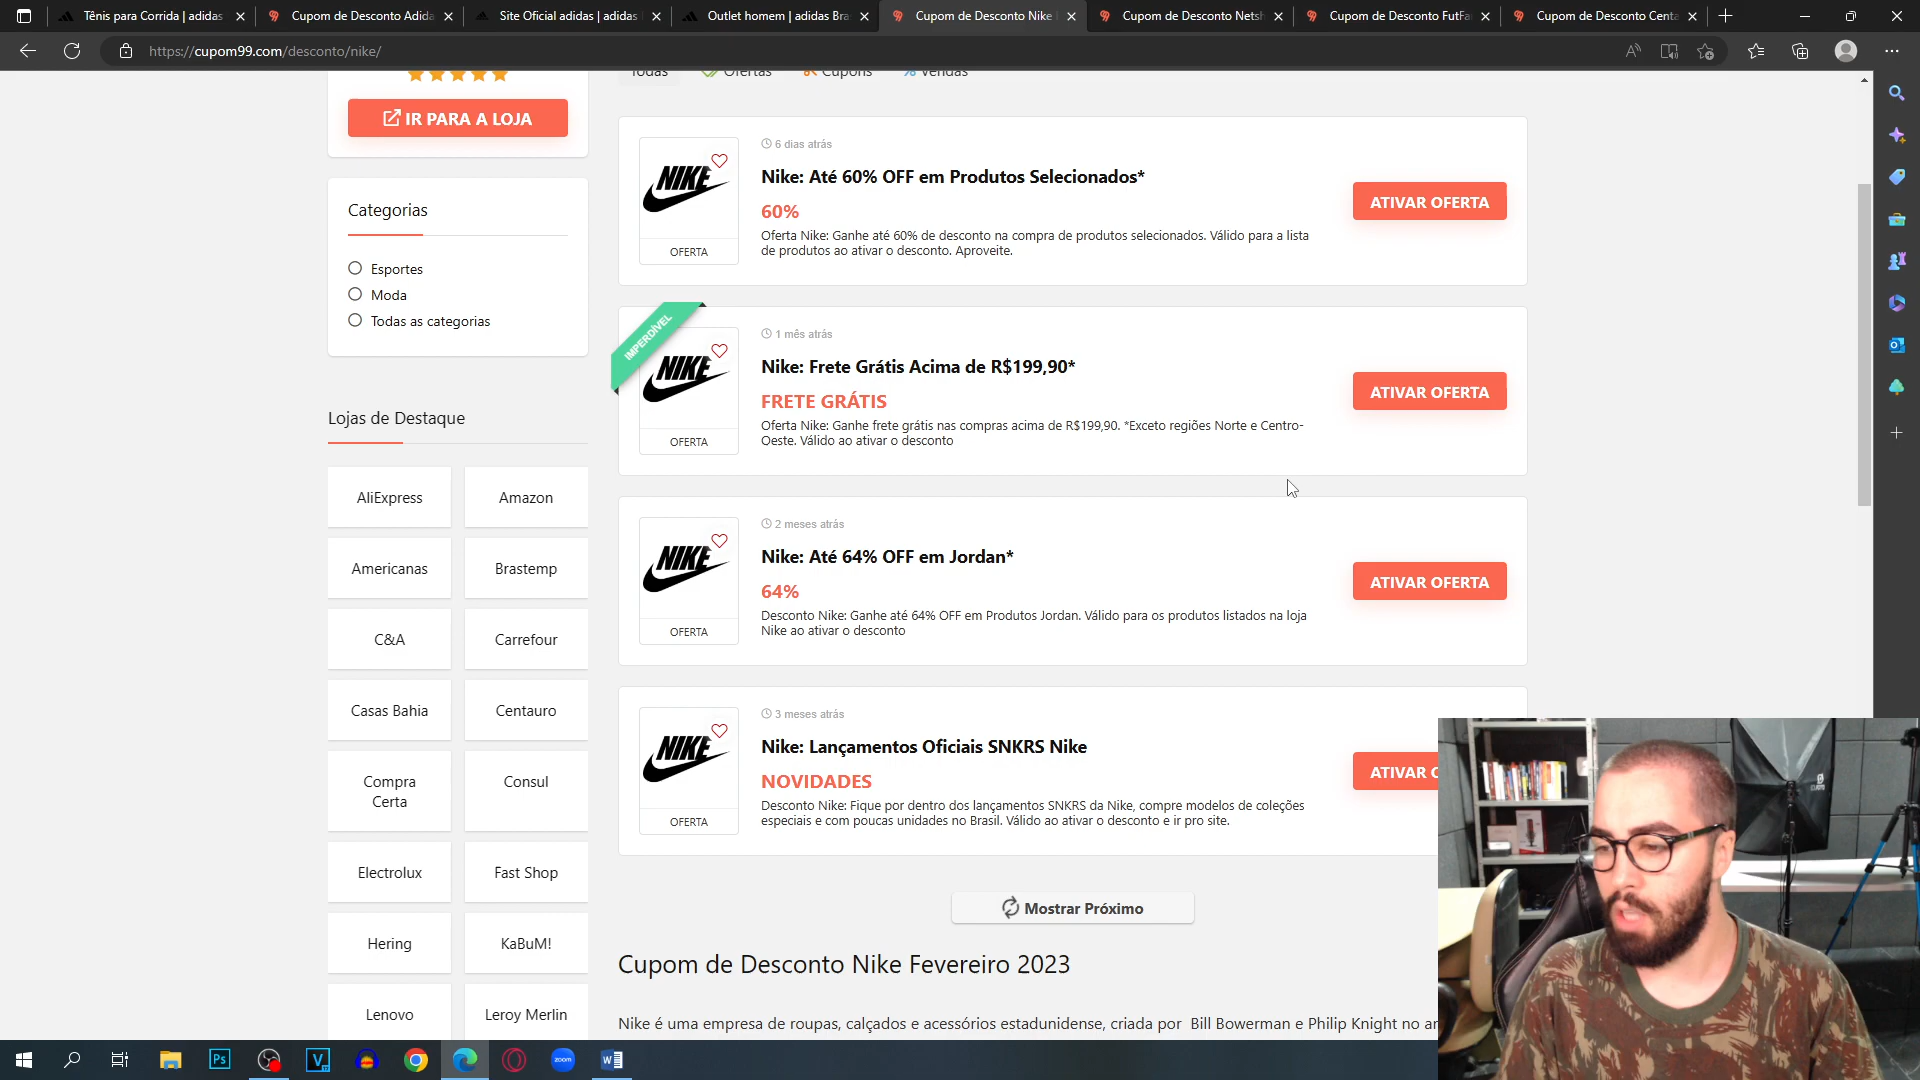 Tênis para Corrida | adidas
Cupom de Desconto Adida
Site Oficial adidas | adidas
Outlet homem | adidas Bra
Cupom de Desconto Nike
Cupom de Desconto Netsh
Cupom de Desconto FutFa
Cupom de Desconto Centa
https://cupom99.com/desconto/nike/
Todas
Ofertas
Cupons
Vendas
IR PARA A LOJA
Categorias
Esportes
Moda
Todas as categorias
Lojas de Destaque
AliExpress
Amazon
Americanas
Brastemp
C&A
Carrefour
Casas Bahia
Centauro
Compra
Certa
Consul
Electrolux
Fast Shop
Hering
KaBuM!
Lenovo
Leroy Merlin
NIKE
OFERTA
6 dias atrás
Nike: Até 60% OFF em Produtos Selecionados*
60%
Oferta Nike: Ganhe até 60% de desconto na compra de produtos selecionados. Válido para a lista
de produtos ao ativar o desconto. Aproveite.
ATIVAR OFERTA
IMPERDÍVEL
NIKE
OFERTA
1 mês atrás
Nike: Frete Grátis Acima de R$199,90*
FRETE GRÁTIS
Oferta Nike: Ganhe frete grátis nas compras acima de R$199,90. *Exceto regiões Norte e Centro-
Oeste. Válido ao ativar o desconto
ATIVAR OFERTA
NIKE
OFERTA
2 meses atrás
Nike: Até 64% OFF em Jordan*
64%
Desconto Nike: Ganhe até 64% OFF em Produtos Jordan. Válido para os produtos listados na loja
Nike ao ativar o desconto
ATIVAR OFERTA
NIKE
OFERTA
3 meses atrás
Nike: Lançamentos Oficiais SNKRS Nike
NOVIDADES
Desconto Nike: Fique por dentro dos lançamentos SNKRS da Nike, compre modelos de coleções
especiais e com poucas unidades no Brasil. Válido ao ativar o desconto e ir pro site.
ATIVAR O
Mostrar Próximo
Cupom de Desconto Nike Fevereiro 2023
Nike é uma empresa de roupas, calçados e acessórios estadunidense, criada por Bill Bowerman e Philip Knight no an
Ps
V
zoom
W